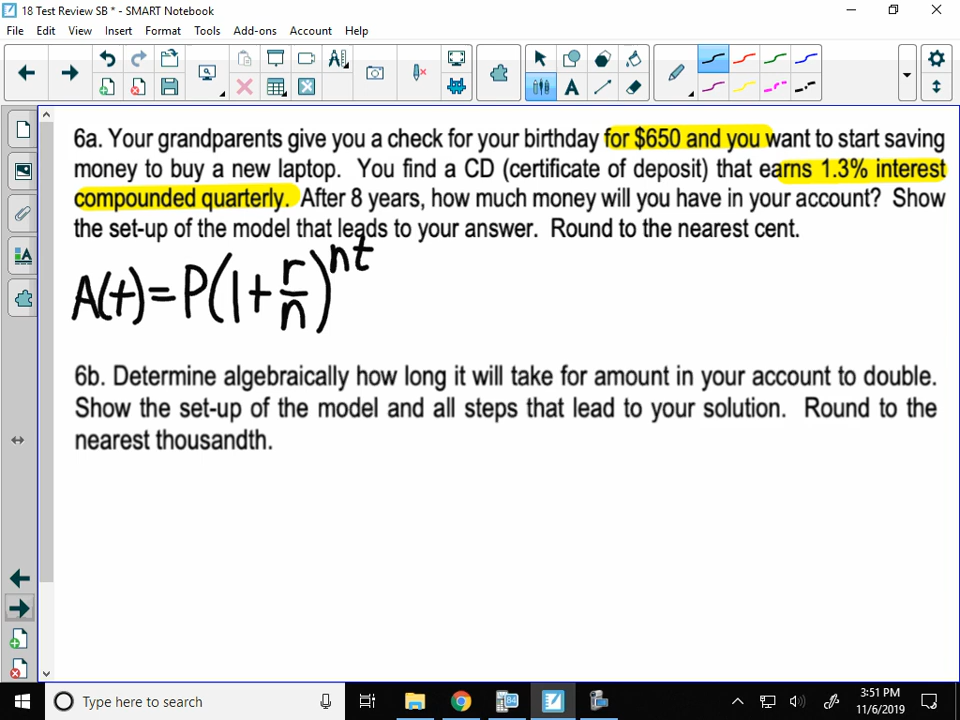 18 Test Review SB * - SMART Notebook
File Edit View Insert Format Tools Add-ons Account Help
6a. Your grandparents give you a check for your birthday for $650 and you want to start saving
money to buy a new laptop. You find a CD (certificate of deposit) that earns 1.3% interest
compounded quarterly. After 8 years, how much money will you have in your account? Show
the set-up of the model that leads to your answer. Round to the nearest cent.
A(t)=P(1+r/n)^nt
6b. Determine algebraically how long it will take for amount in your account to double.
Show the set-up of the model and all steps that lead to your solution. Round to the
nearest thousandth.
Type here to search
3:51 PM
11/6/2019